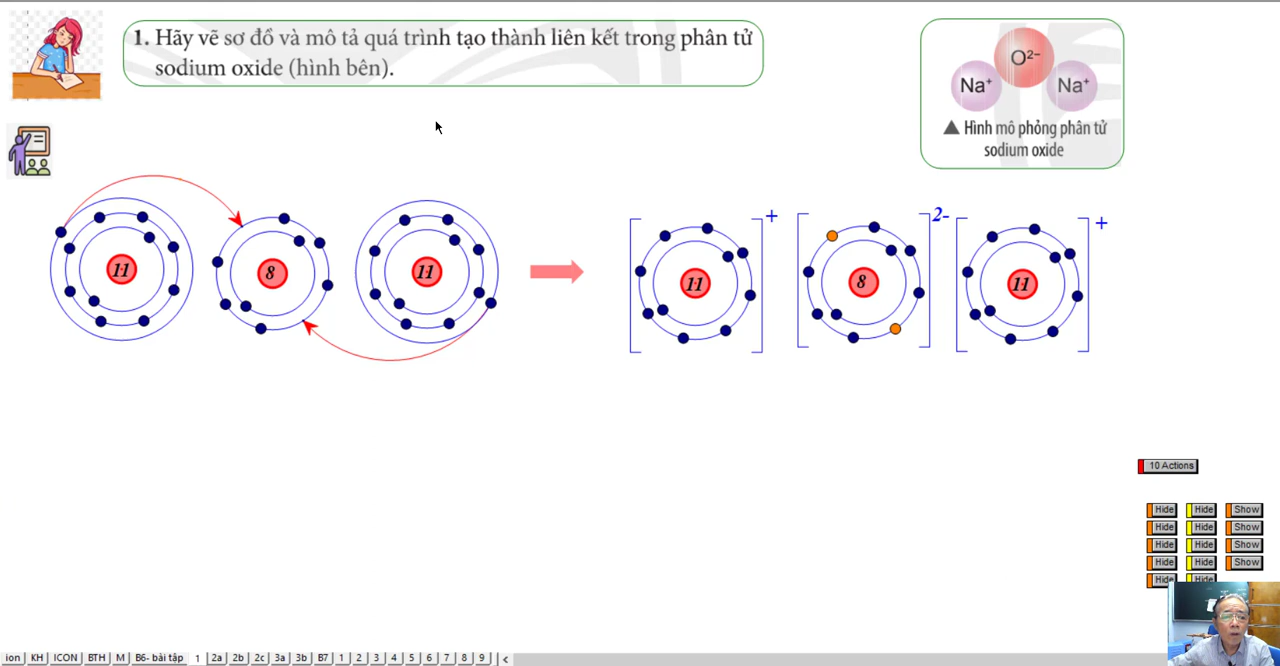 1. Hãy vẽ sơ đồ và mô tả quá trình tạo thành liên kết trong phân tử
sodium oxide (hình bên).
O²⁻
Na⁺ Na⁺
▲ Hình mô phỏng phân tử
sodium oxide
11 8 11
11 + 8 2- 11 +
10 Actions
Hide Hide Show
Hide Hide Show
Hide Hide Show
Hide Hide Show
Hide Hide
ion KH ICON BTH M B6- bài tập 1 2a 2b 2c 3a 3b B7 1 2 3 4 5 6 7 8 9